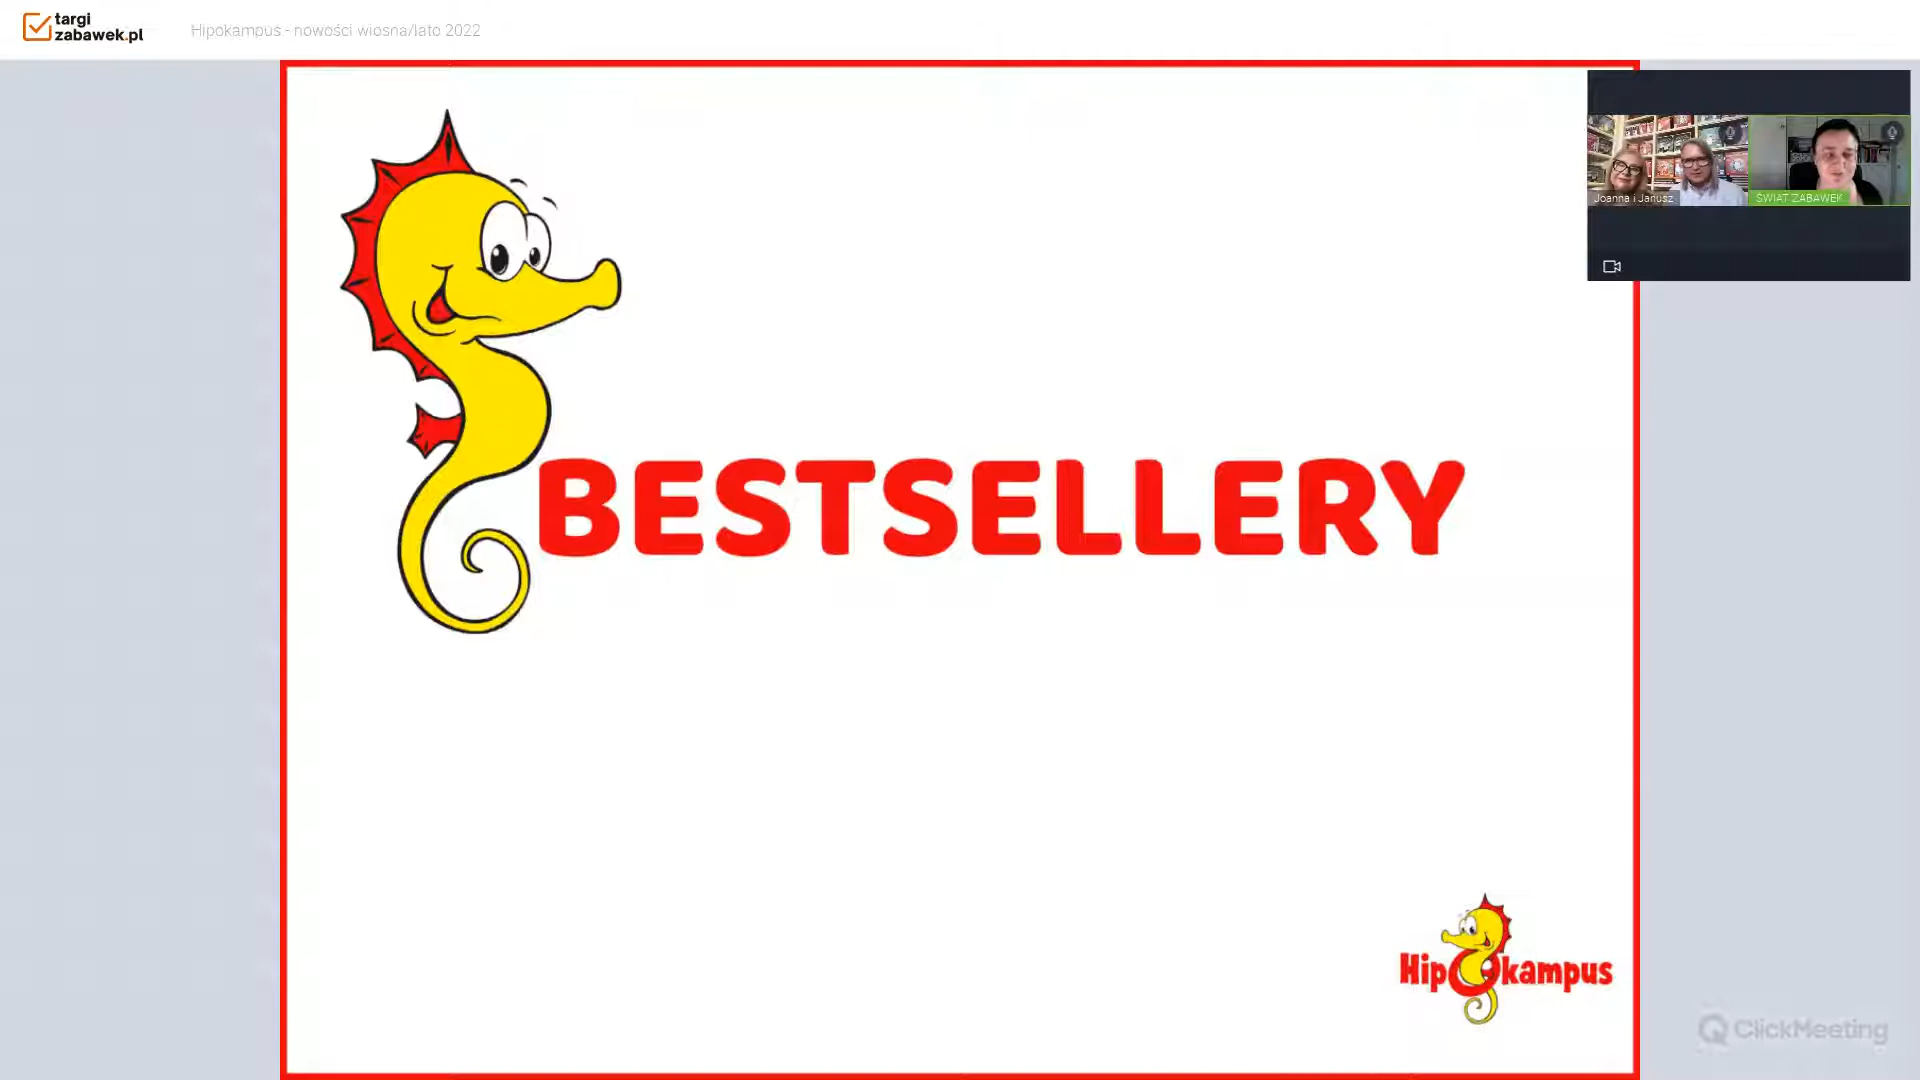 targi
zabawek.pl
Hipokampus - nowości wiosna/lato 2022
Joanna i Janusz
ŚWIAT ZABAWEK
BESTSELLERY
Hipokampus
ClickMeeting